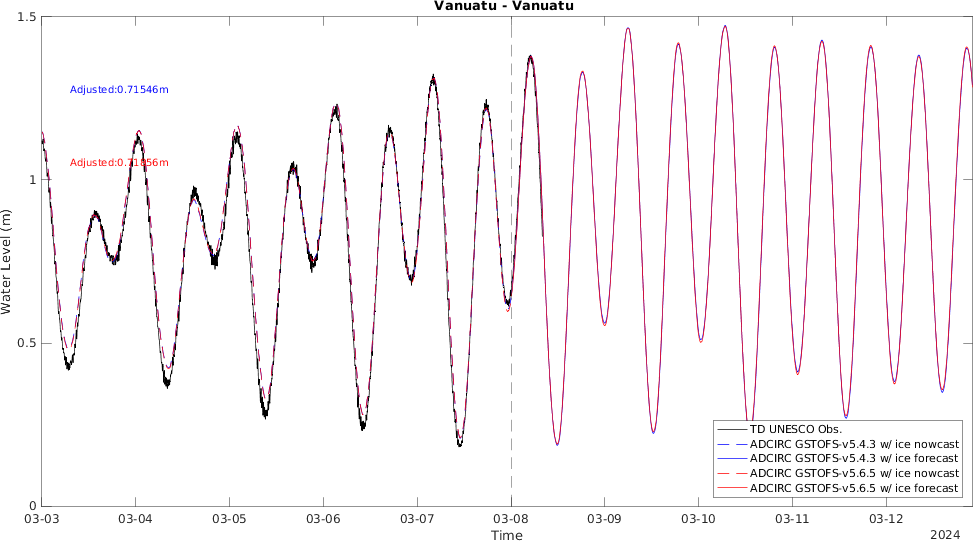 Vanuatu - Vanuatu
1.5
Adjusted:0.71546m
Adjusted:0.71856m
1
0.5
0
Water Level (m)
03-03 03-04 03-05 03-06 03-07 03-08 03-09 03-10 03-11 03-12
Time
2024
TD UNESCO Obs.
ADCIRC GSTOFS-v5.4.3 w/ ice nowcast
ADCIRC GSTOFS-v5.4.3 w/ ice forecast
ADCIRC GSTOFS-v5.6.5 w/ ice nowcast
ADCIRC GSTOFS-v5.6.5 w/ ice forecast